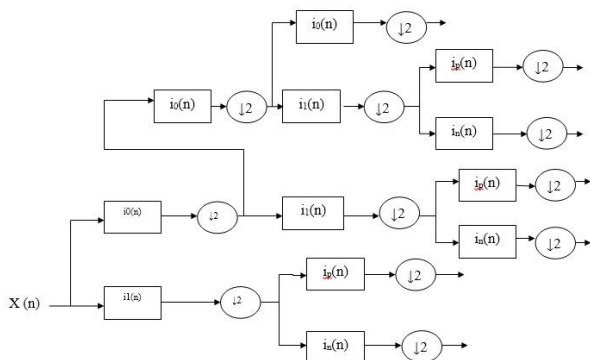 i₀(n) ↓2
iₚ(n) ↓2
i₀(n) ↓2 i₁(n) ↓2
iₙ(n) ↓2
iₚ(n) ↓2
i0(n) ↓2 i₁(n) ↓2
iₙ(n) ↓2
iₚ(n) ↓2
X (n) i1(n) ↓2
iₙ(n) ↓2